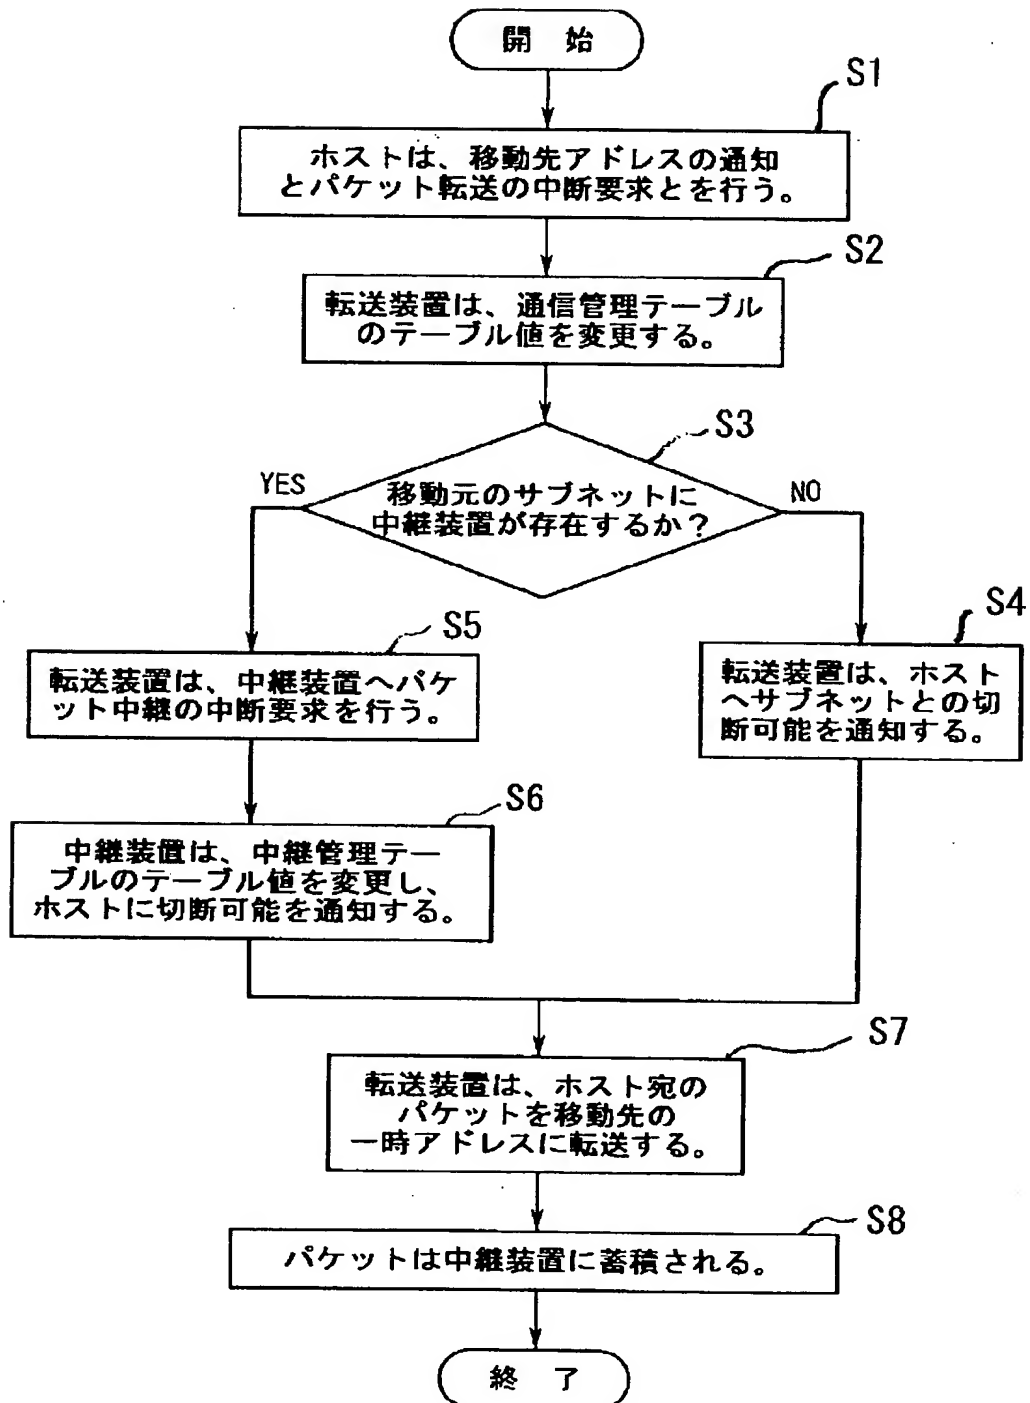 開 始
S1
ホストは、移動先アドレスの通知
とパケット転送の中断要求とを行う。
S2
転送装置は、通信管理テーブル
のテーブル値を変更する。
S3
YES
移動元のサブネットに
中継装置が存在するか？
NO
S5
転送装置は、中継装置へパケ
ット中継の中断要求を行う。
S4
転送装置は、ホスト
へサブネットとの切
断可能を通知する。
S6
中継装置は、中継管理テー
ブルのテーブル値を変更し、
ホストに切断可能を通知する。
S7
転送装置は、ホスト宛の
パケットを移動先の
一時アドレスに転送する。
S8
パケットは中継装置に蓄積される。
終 了